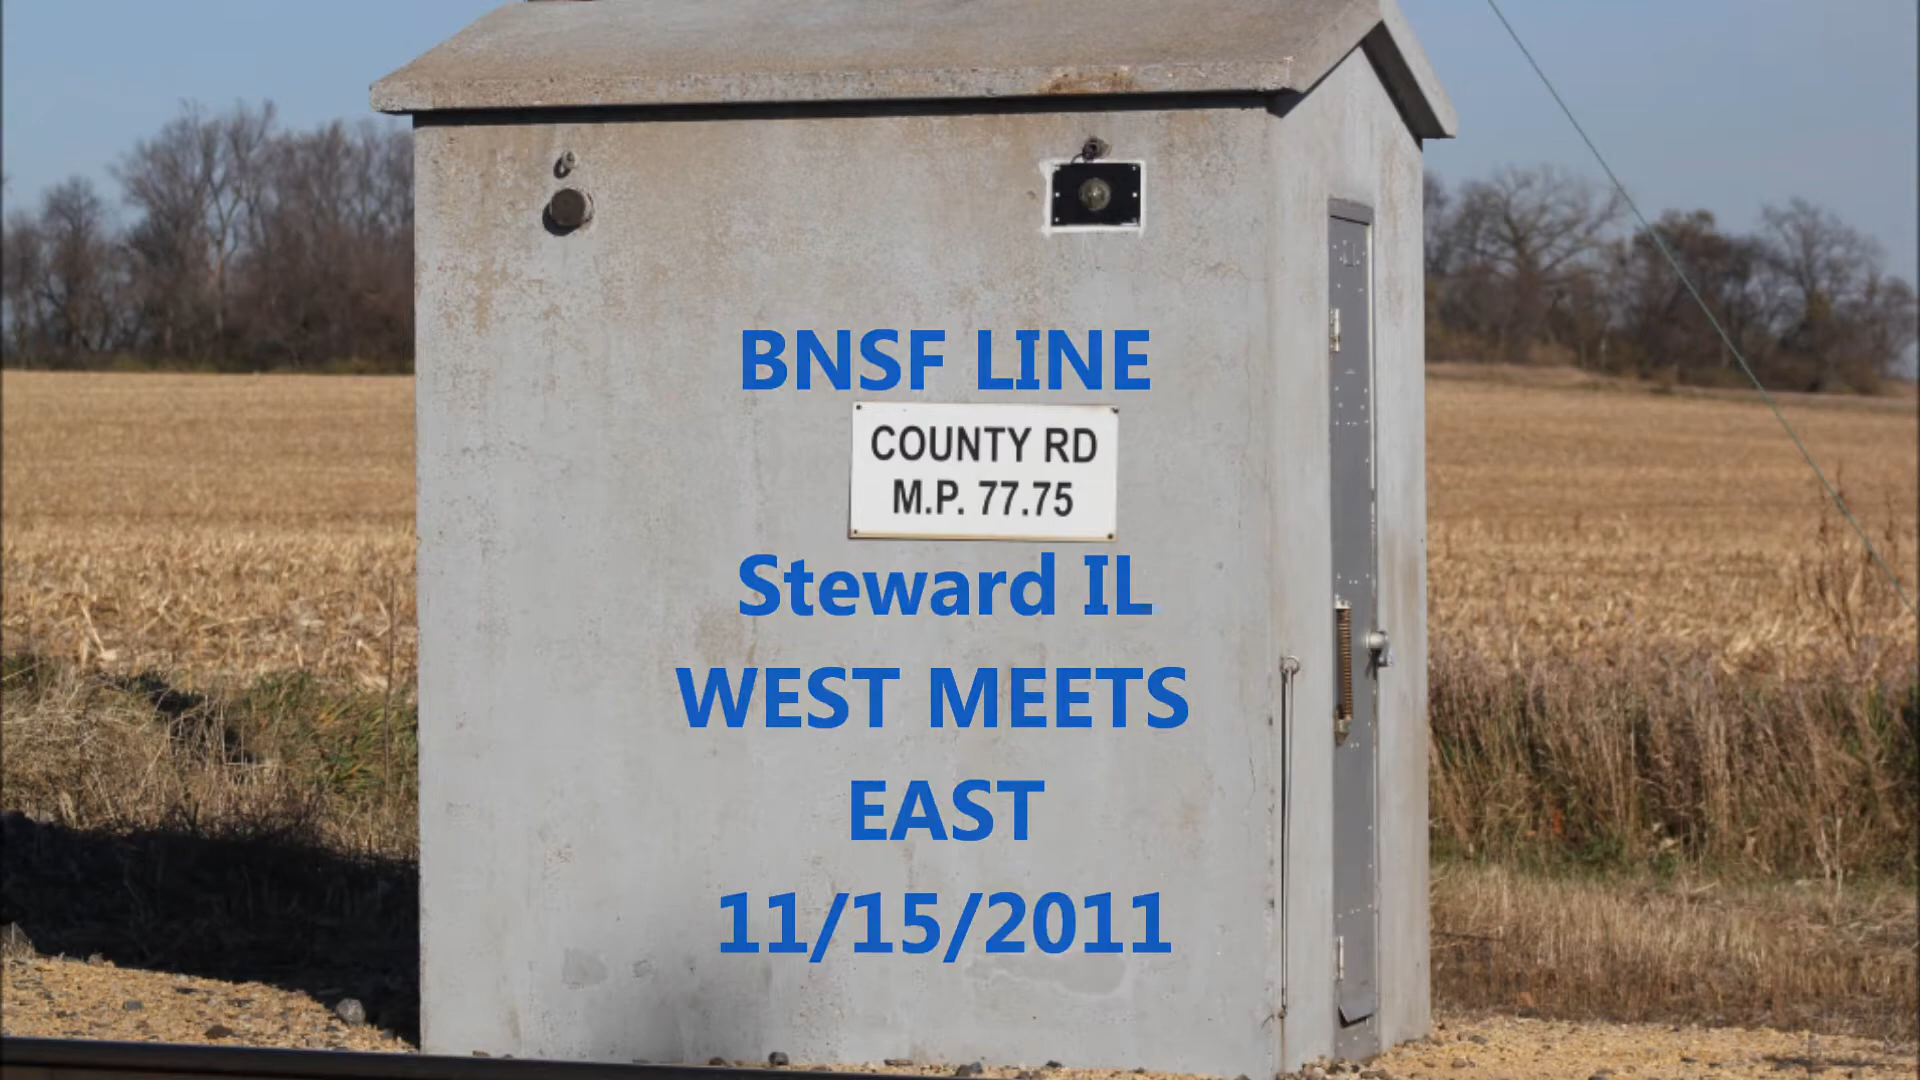 BNSF LINE
COUNTY RD
M.P. 77.75
Steward IL
WEST MEETS
EAST
11/15/2011